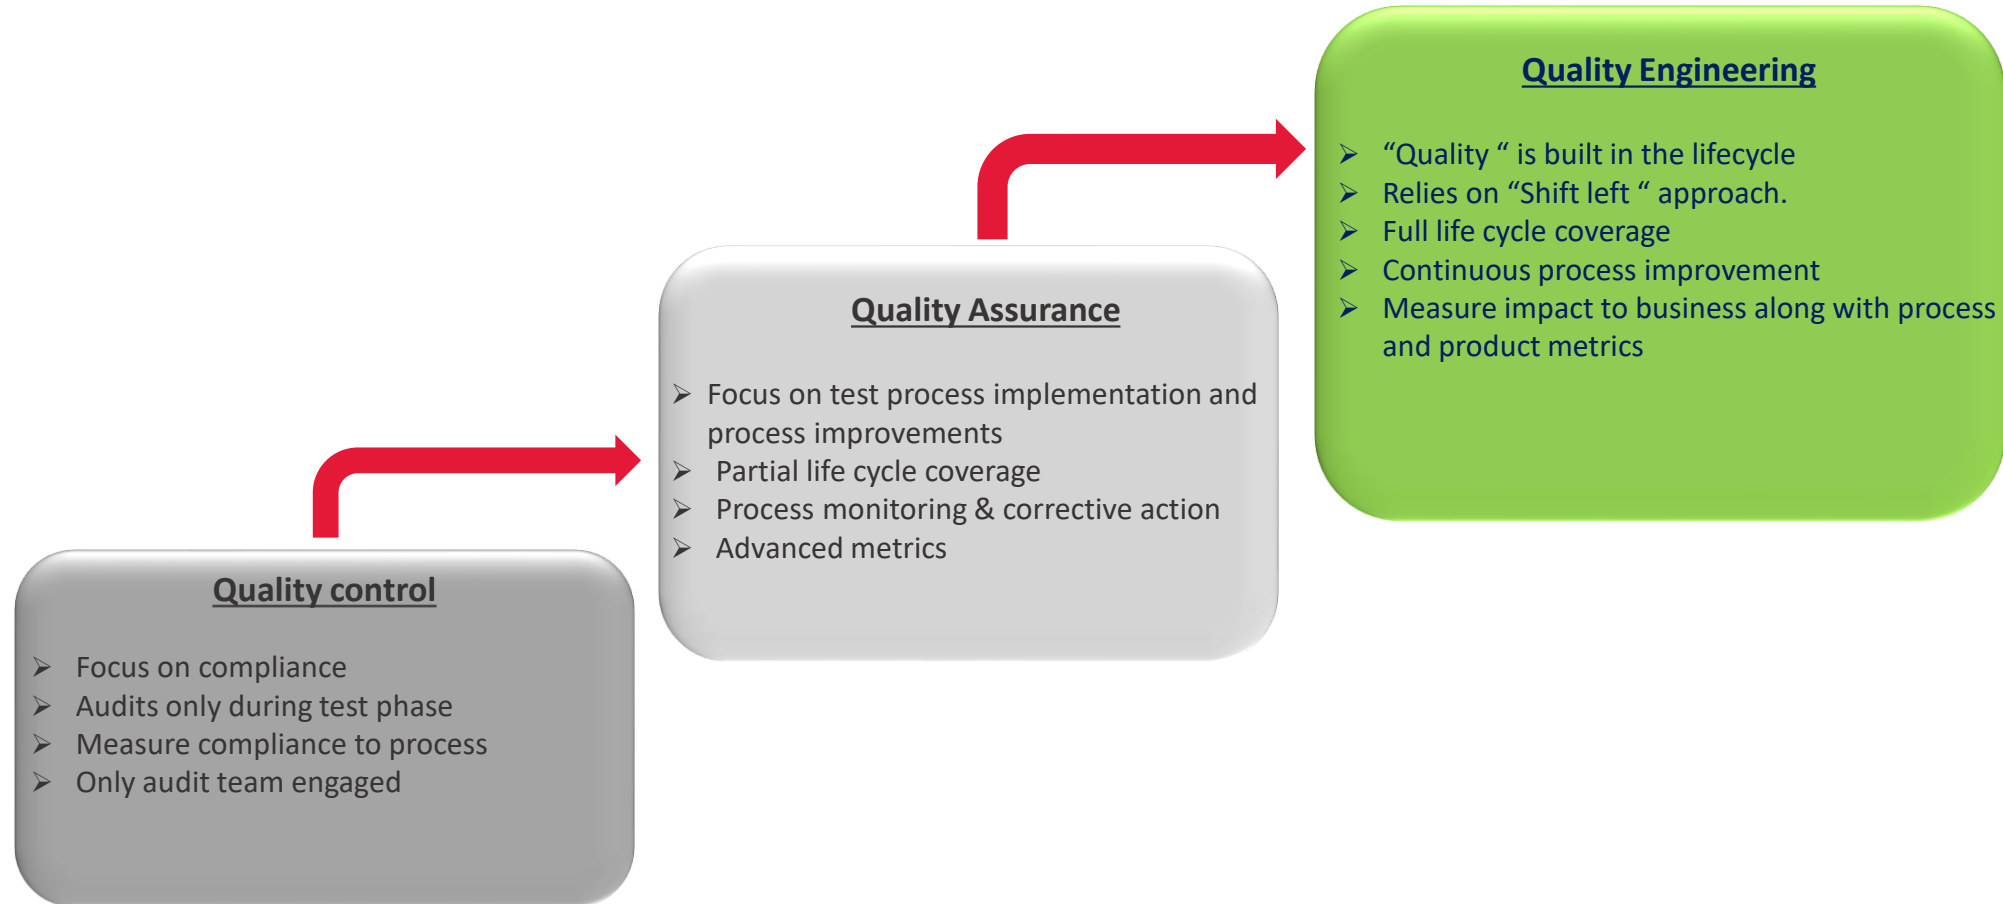 Quality control
➢ Focus on compliance
➢ Audits only during test phase
➢ Measure compliance to process
➢ Only audit team engaged
Quality Assurance
➢ Focus on test process implementation and
process improvements
➢ Partial life cycle coverage
➢ Process monitoring & corrective action
➢ Advanced metrics
Quality Engineering
➢ “Quality “ is built in the lifecycle
➢ Relies on “Shift left “ approach.
➢ Full life cycle coverage
➢ Continuous process improvement
➢ Measure impact to business along with process
and product metrics